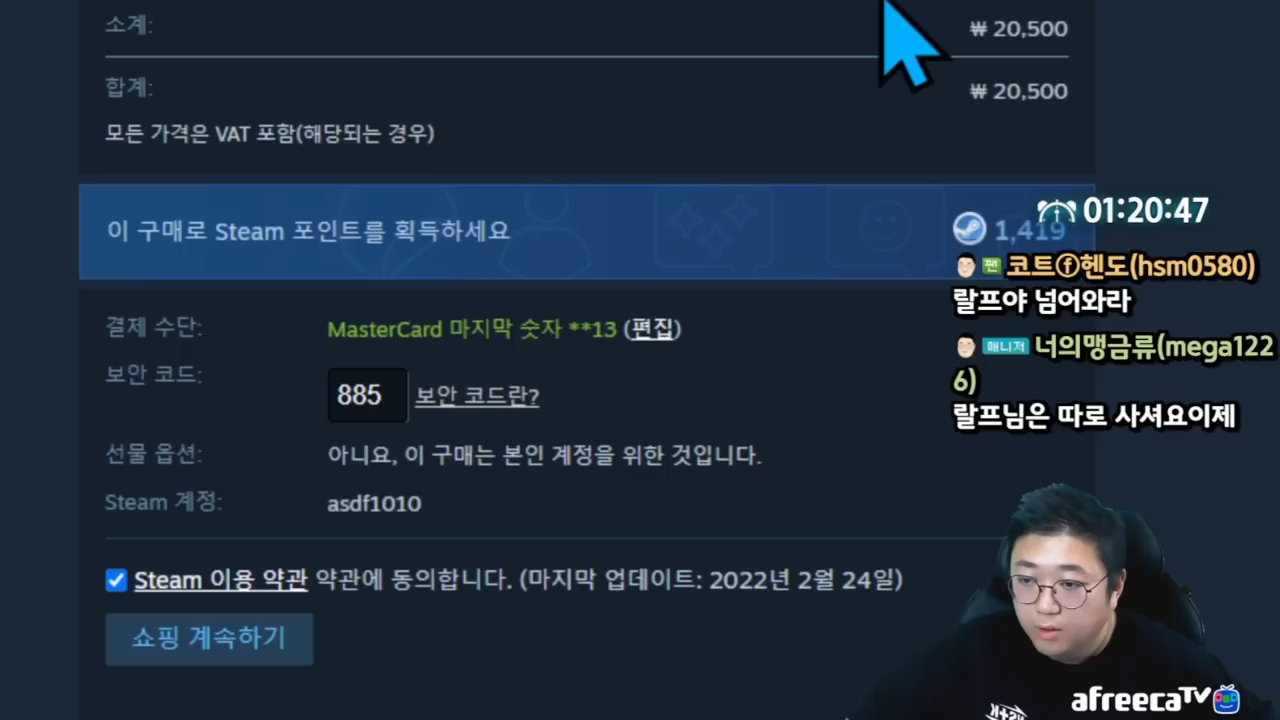 소계:
₩ 20,500
합계:
₩ 20,500
모든 가격은 VAT 포함(해당되는 경우)
이 구매로 Steam 포인트를 획득하세요
1,419
01:20:47
팬 코트ⓕ헨도(hsm0580)
랄프야 넘어와라
매니저 너의맹금류(mega122
6)
랄프님은 따로 사셔요이제
결제 수단:
MasterCard 마지막 숫자 **13 (편집)
보안 코드:
885 보안 코드란?
선물 옵션:
아니요, 이 구매는 본인 계정을 위한 것입니다.
Steam 계정:
asdf1010
Steam 이용 약관 약관에 동의합니다. (마지막 업데이트: 2022년 2월 24일)
쇼핑 계속하기
afreecaTV